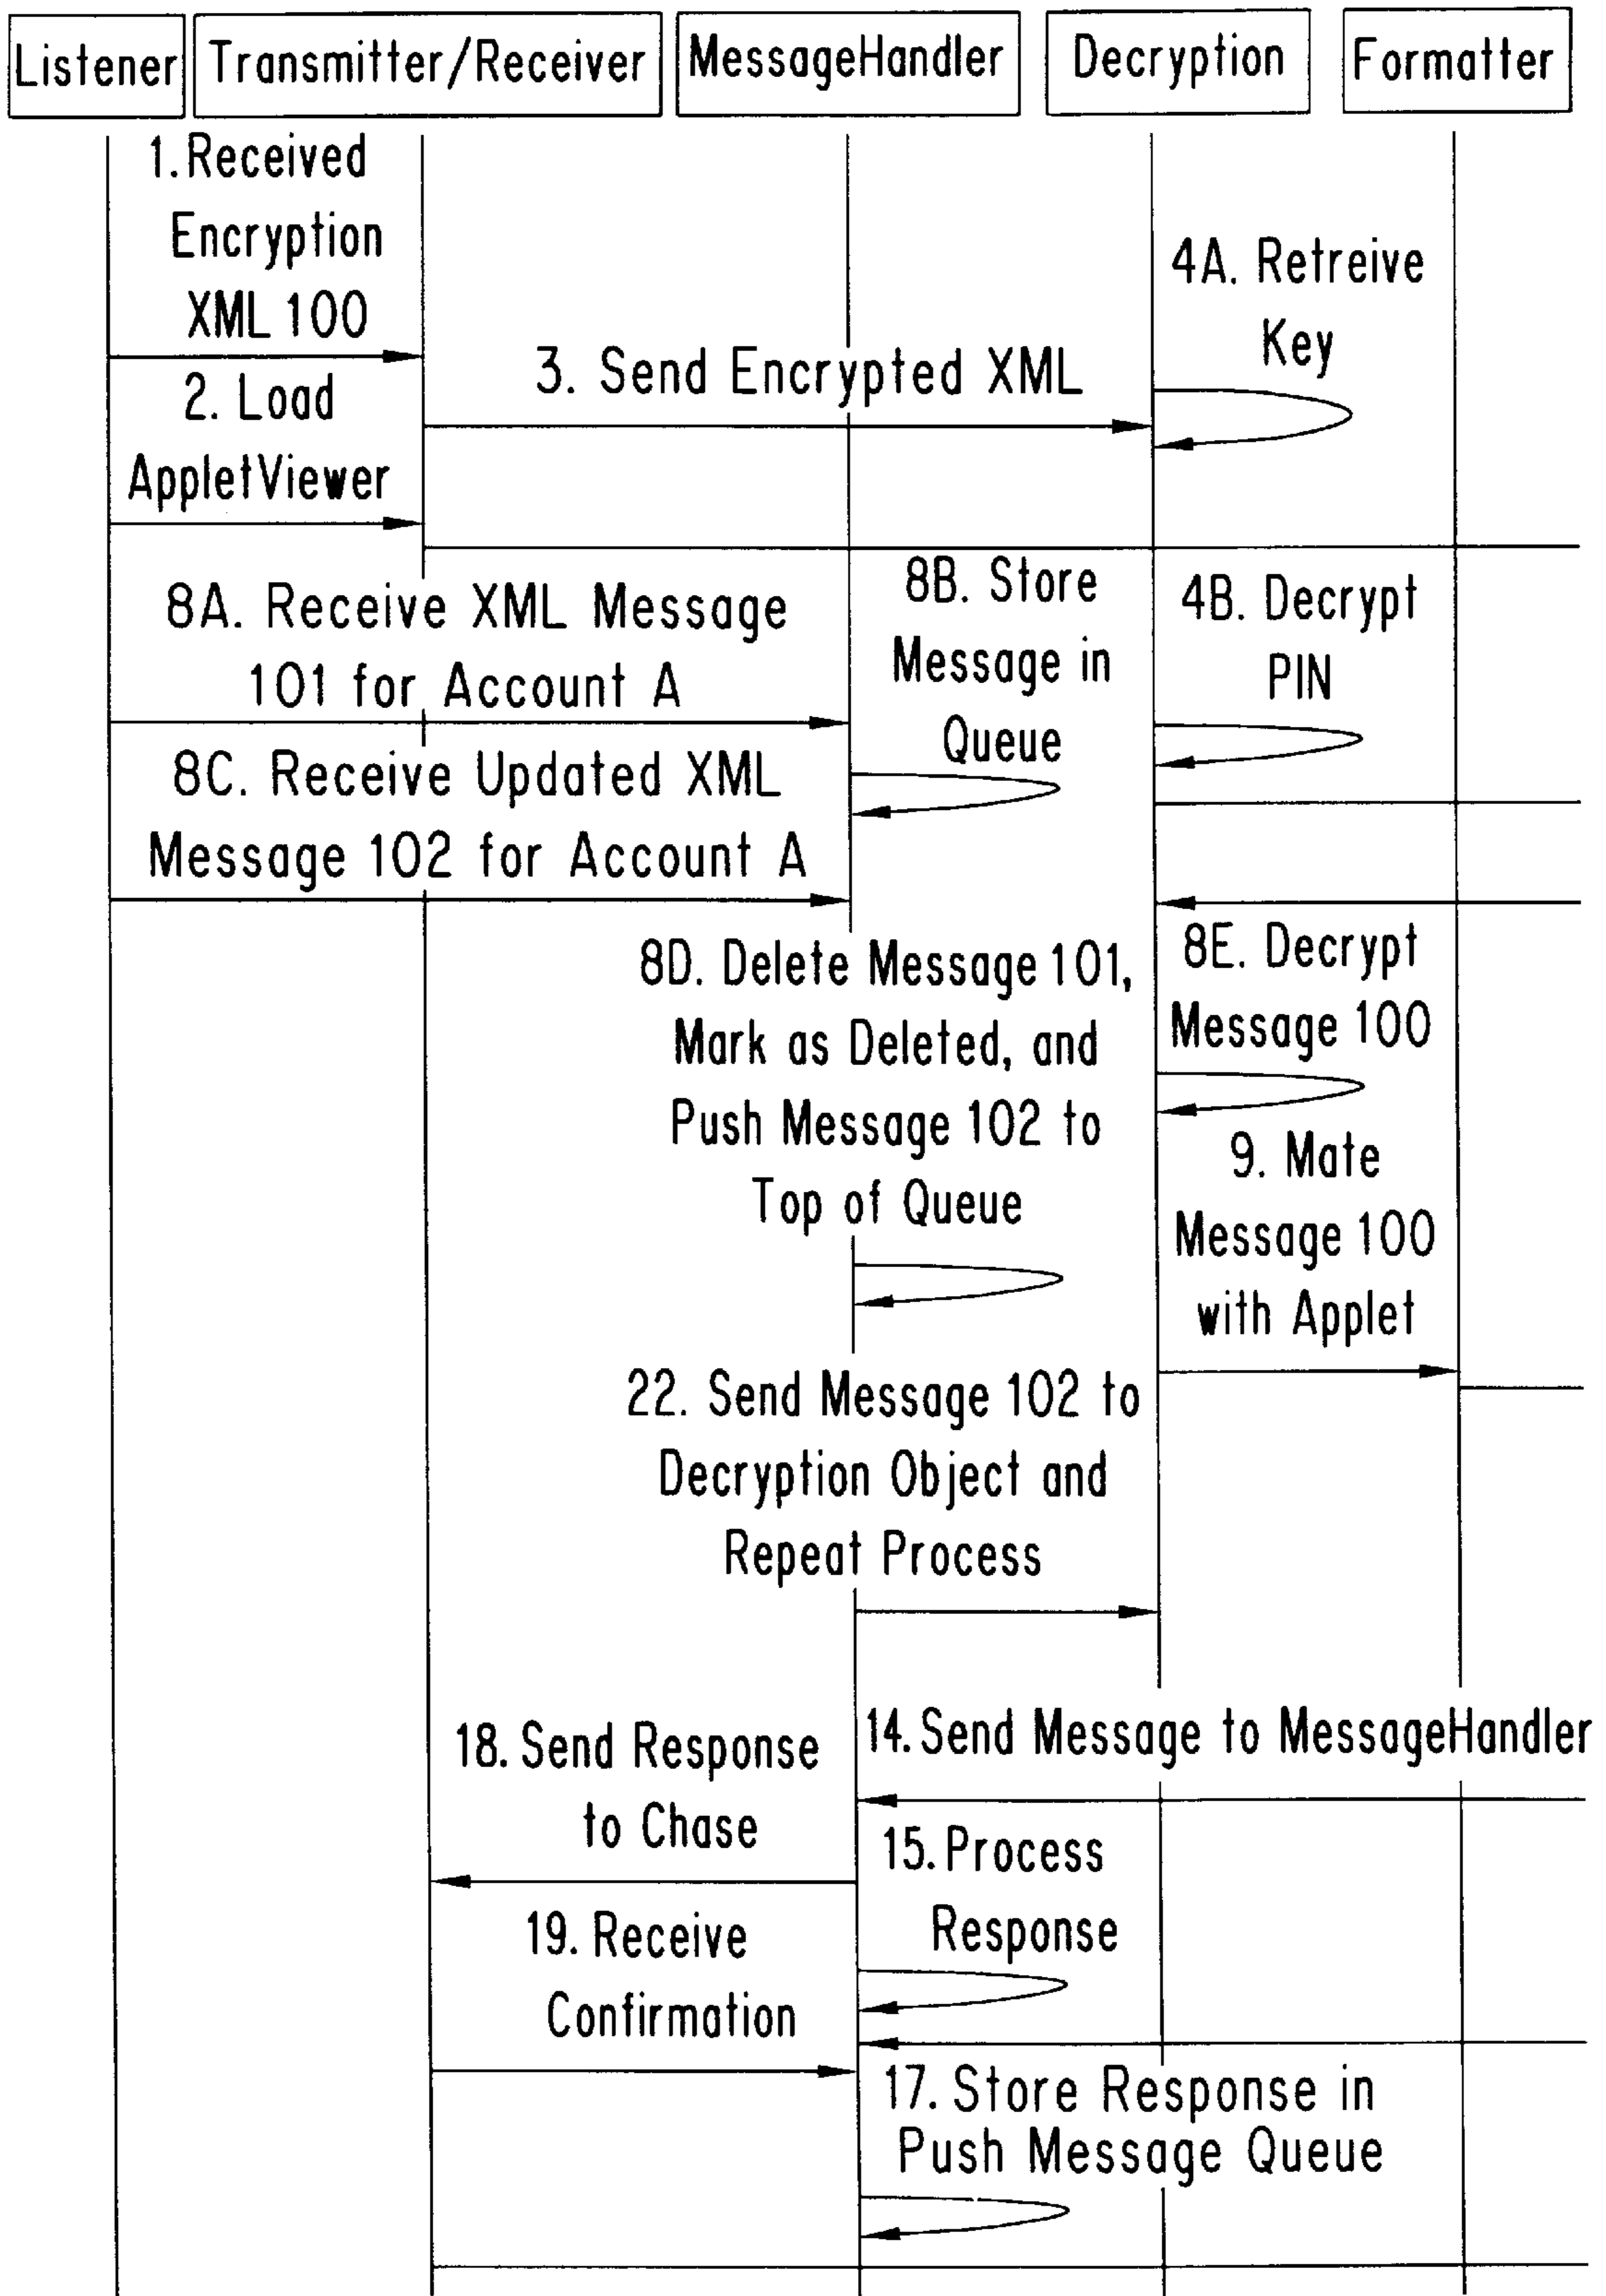 Listener
Transmitter/Receiver
MessageHandler
Decryption
Formatter
1. Received
Encryption
XML 100
2. Load
AppletViewer
3. Send Encrypted XML
4A. Retreive
Key
8A. Receive XML Message
101 for Account A
8B. Store
Message in
Queue
4B. Decrypt
PIN
8C. Receive Updated XML
Message 102 for Account A
8D. Delete Message 101,
Mark as Deleted, and
Push Message 102 to
Top of Queue
8E. Decrypt
Message 100
9. Mate
Message 100
with Applet
22. Send Message 102 to
Decryption Object and
Repeat Process
14. Send Message to MessageHandler
18. Send Response
to Chase
15. Process
Response
19. Receive
Confirmation
17. Store Response in
Push Message Queue